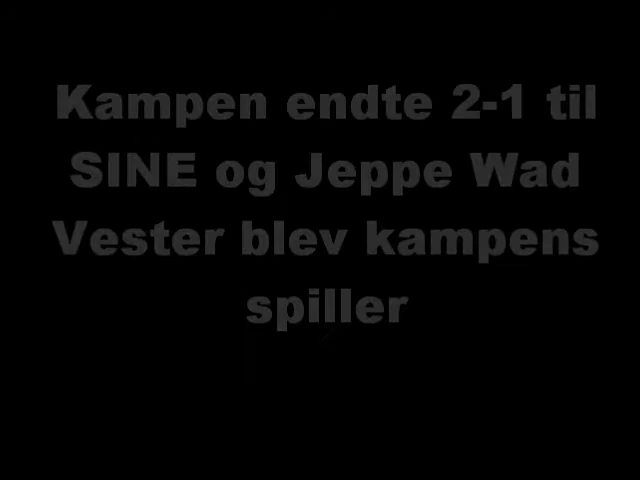 Kampen endte 2-1 til
SINE og Jeppe Wad
Vester blev kampens
spiller